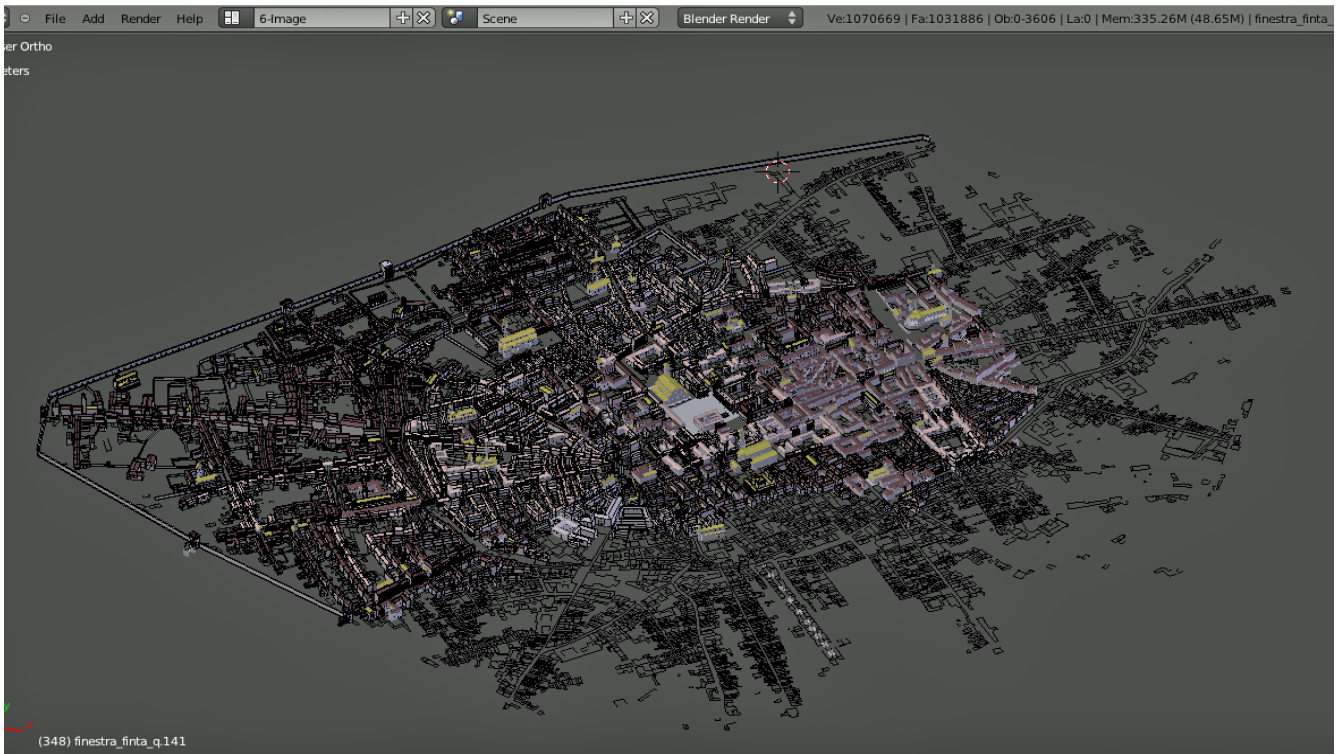 File Add Render Help 6-Image Scene Blender Render Ve:1070669 | Fa:1031886 | Ob:0-3606 | La:0 | Mem:335.26M (48.65M) | finestra_finta_
ser Ortho
eters
y
(348) finestra_finta_q.141